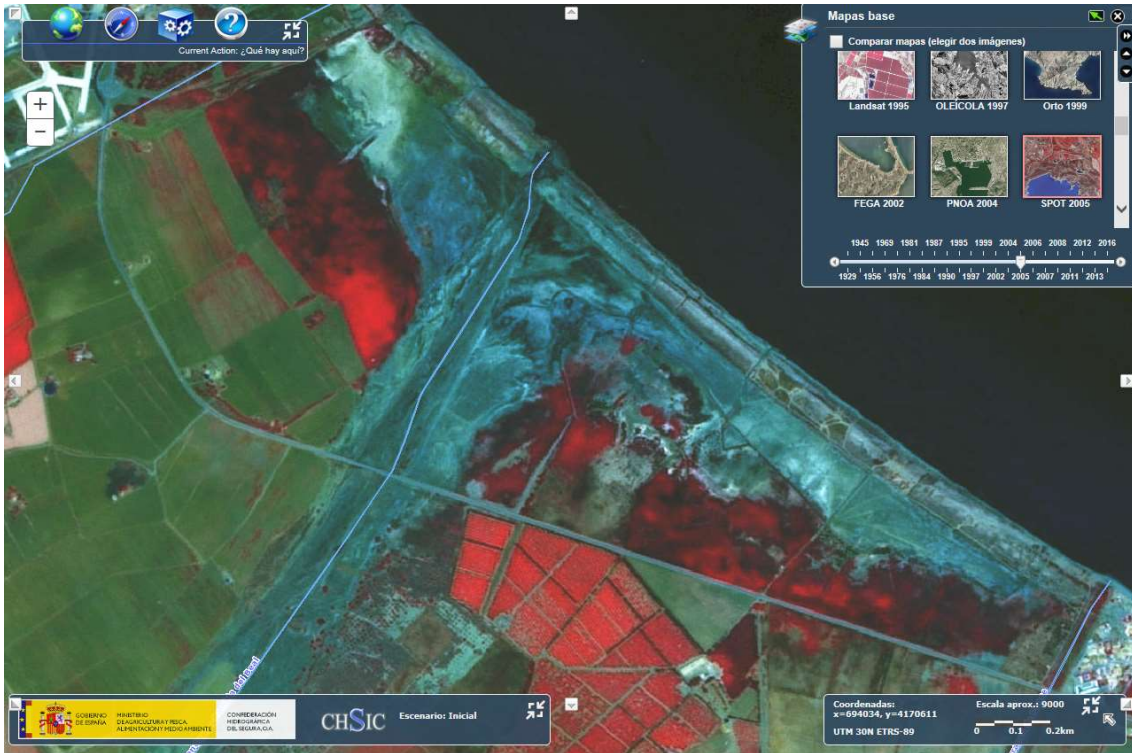 Current Action: ¿Qué hay aquí?
+
−
Mapas base
Comparar mapas (elegir dos imágenes)
Landsat 1995
OLEÍCOLA 1997
Orto 1999
FEGA 2002
PNOA 2004
SPOT 2005
1945 1969 1981 1987 1995 1999 2004 2006 2008 2012 2016
1929 1956 1976 1984 1990 1997 2002 2005 2007 2011 2013
del Beal
GOBIERNO
DE ESPAÑA
MINISTERIO
DE AGRICULTURA Y PESCA,
ALIMENTACIÓN Y MEDIO AMBIENTE
CONFEDERACIÓN
HIDROGRÁFICA
DEL SEGURA, O.A.
CHSIC
Escenario: Inicial
Coordenadas:
x=694034, y=4170611
UTM 30N ETRS-89
Escala aprox.: 9000
0 0.1 0.2km